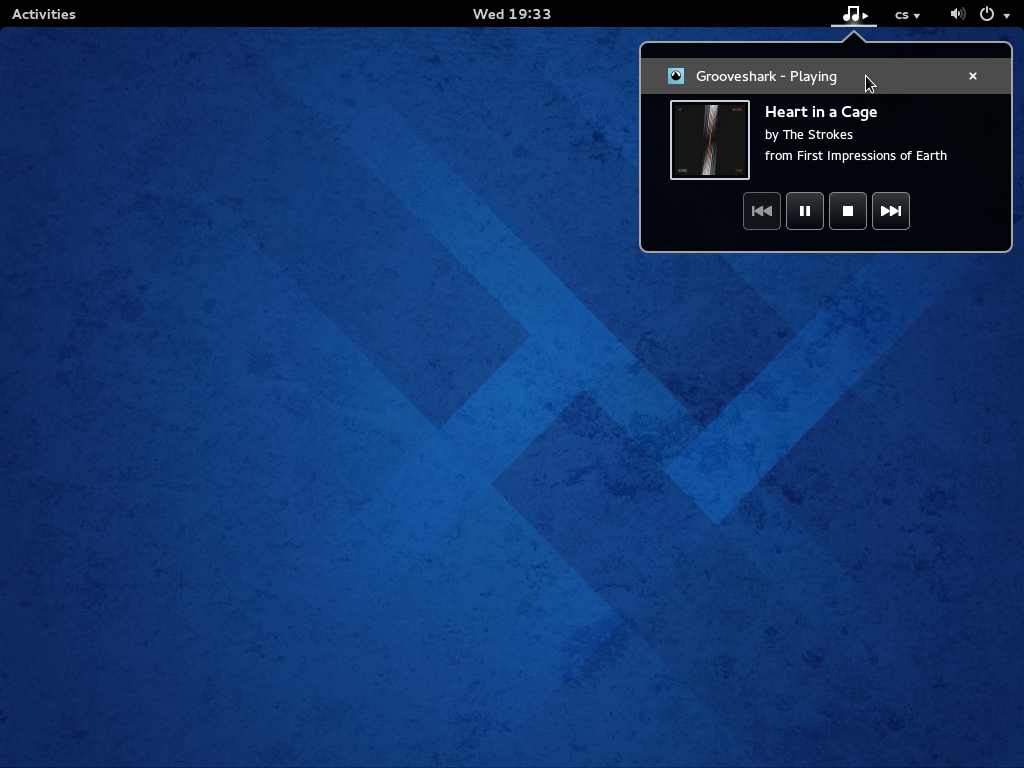 Activities
Wed 19:33
cs
Grooveshark - Playing
Heart in a Cage
by The Strokes
from First Impressions of Earth